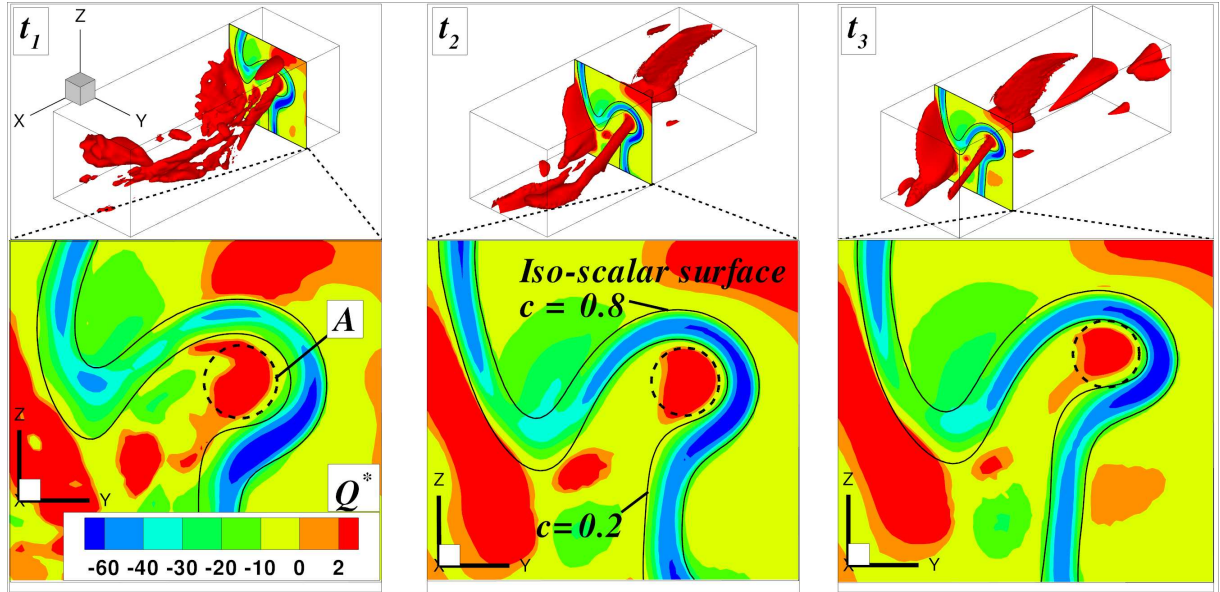 t1
Z
X
Y
t2
t3
A
Z
X
Y
Q*
-60 -40 -30 -20 -10 0 2
Iso-scalar surface
c = 0.8
c=0.2
Z
X
Y
Z
X
Y